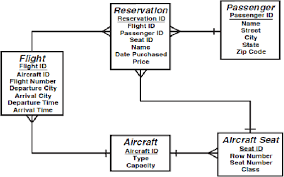 Reservation
Reservation ID
Flight ID
Passenger ID
Seat ID
Name
Date Purchased
Price
Passenger
Passenger ID
Name
Street
City
State
Zip Code
Flight
Flight ID
Aircraft ID
Flight Number
Departure City
Arrival City
Departure Time
Arrival Time
Aircraft
Aircraft ID
Type
Capacity
Aircraft Seat
Seat ID
Row Number
Seat Number
Class